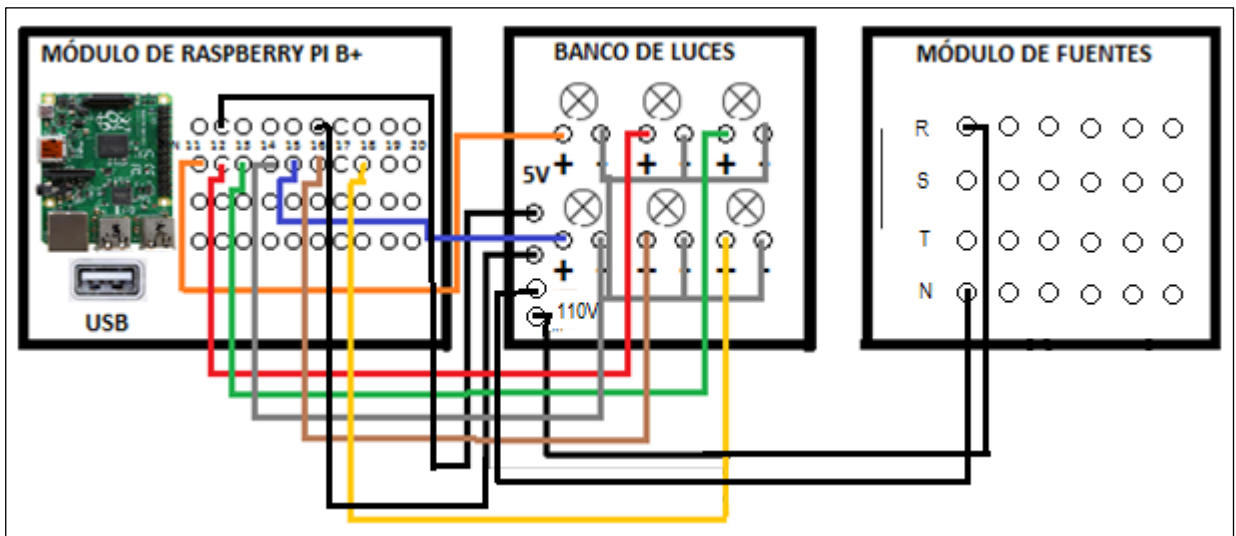 MÓDULO DE RASPBERRY PI B+
11 12 13 14 15 16 17 18 19 20
USB
BANCO DE LUCES
+ - + - + -
5V
+ - + - + -
110V
...
MÓDULO DE FUENTES
R
S
T
N